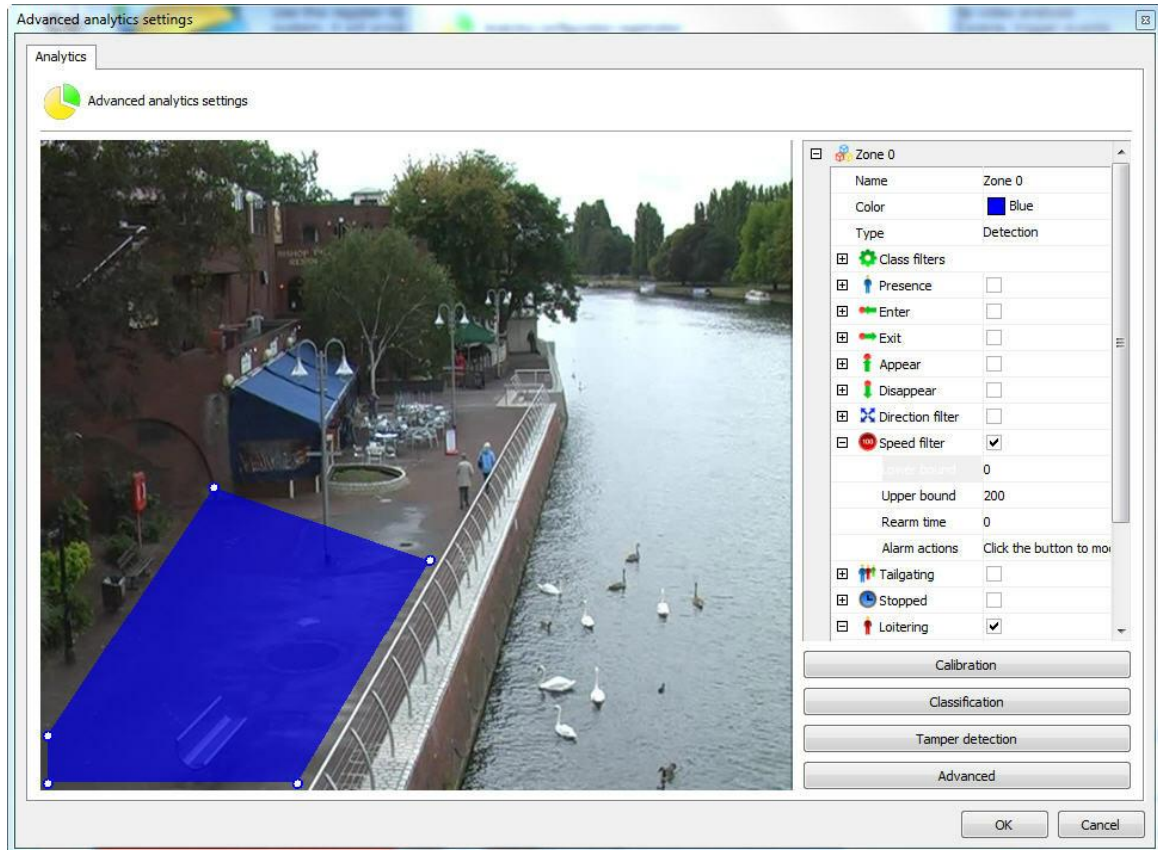 Advanced analytics settings
Analytics
Advanced analytics settings
Zone 0
Name Zone 0
Color Blue
Type Detection
Class filters
Presence
Enter
Exit
Appear
Disappear
Direction filter
100 Speed filter
Lower bound 0
Upper bound 200
Rearm time 0
Alarm actions Click the button to mo
Tailgating
Stopped
Loitering
Calibration
Classification
Tamper detection
Advanced
OK Cancel